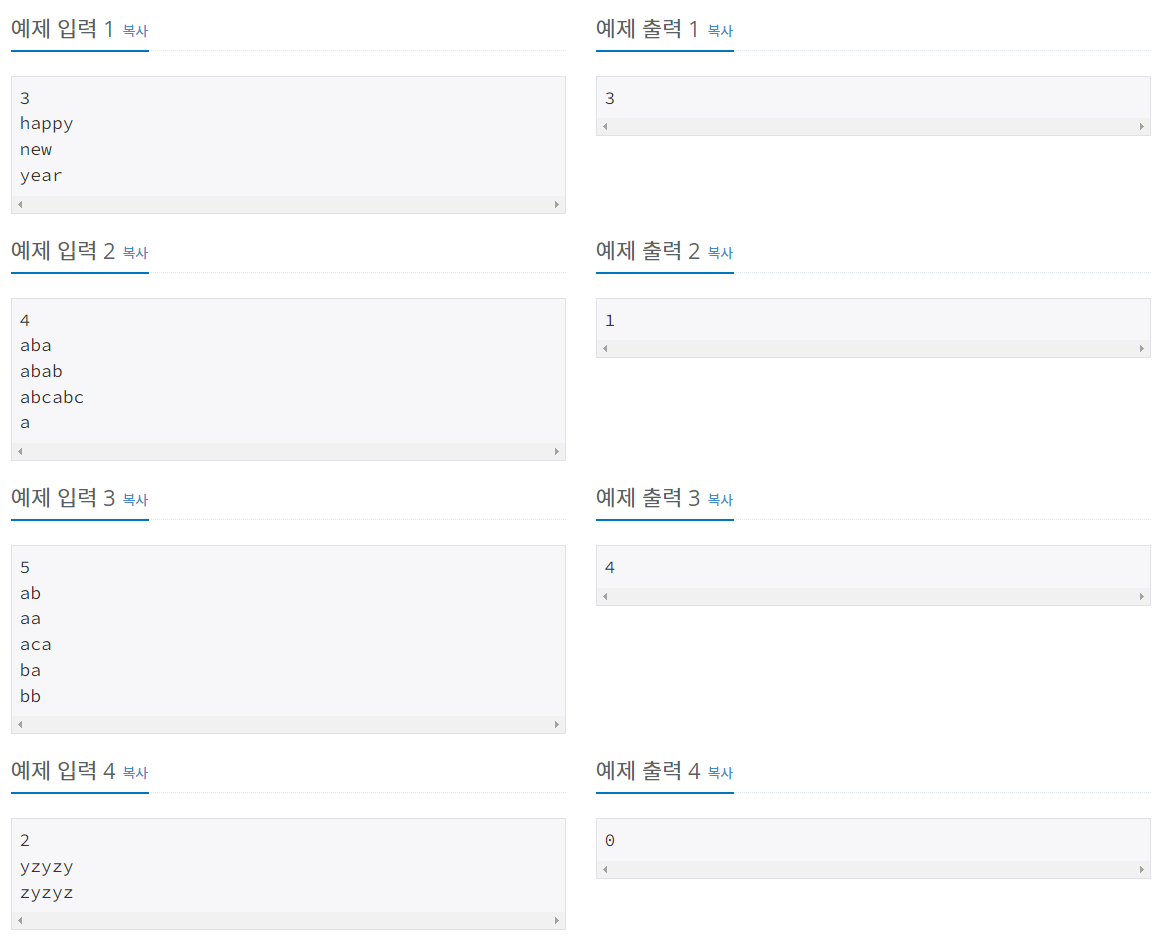 예제 입력 1 복사
3
happy
new
year
예제 출력 1 복사
3
예제 입력 2 복사
4
aba
abab
abcabc
a
예제 출력 2 복사
1
예제 입력 3 복사
5
ab
aa
aca
ba
bb
예제 출력 3 복사
4
예제 입력 4 복사
2
yzyzy
zyzyz
예제 출력 4 복사
0